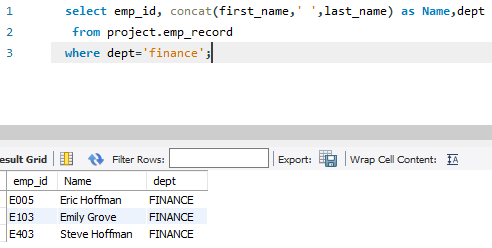 1 select emp_id, concat(first_name,' ',last_name) as Name,dept
2 from project.emp_record
3 where dept='finance';
esult Grid Filter Rows: Export: Wrap Cell Content:
emp_id Name dept
E005 Eric Hoffman FINANCE
E103 Emily Grove FINANCE
E403 Steve Hoffman FINANCE